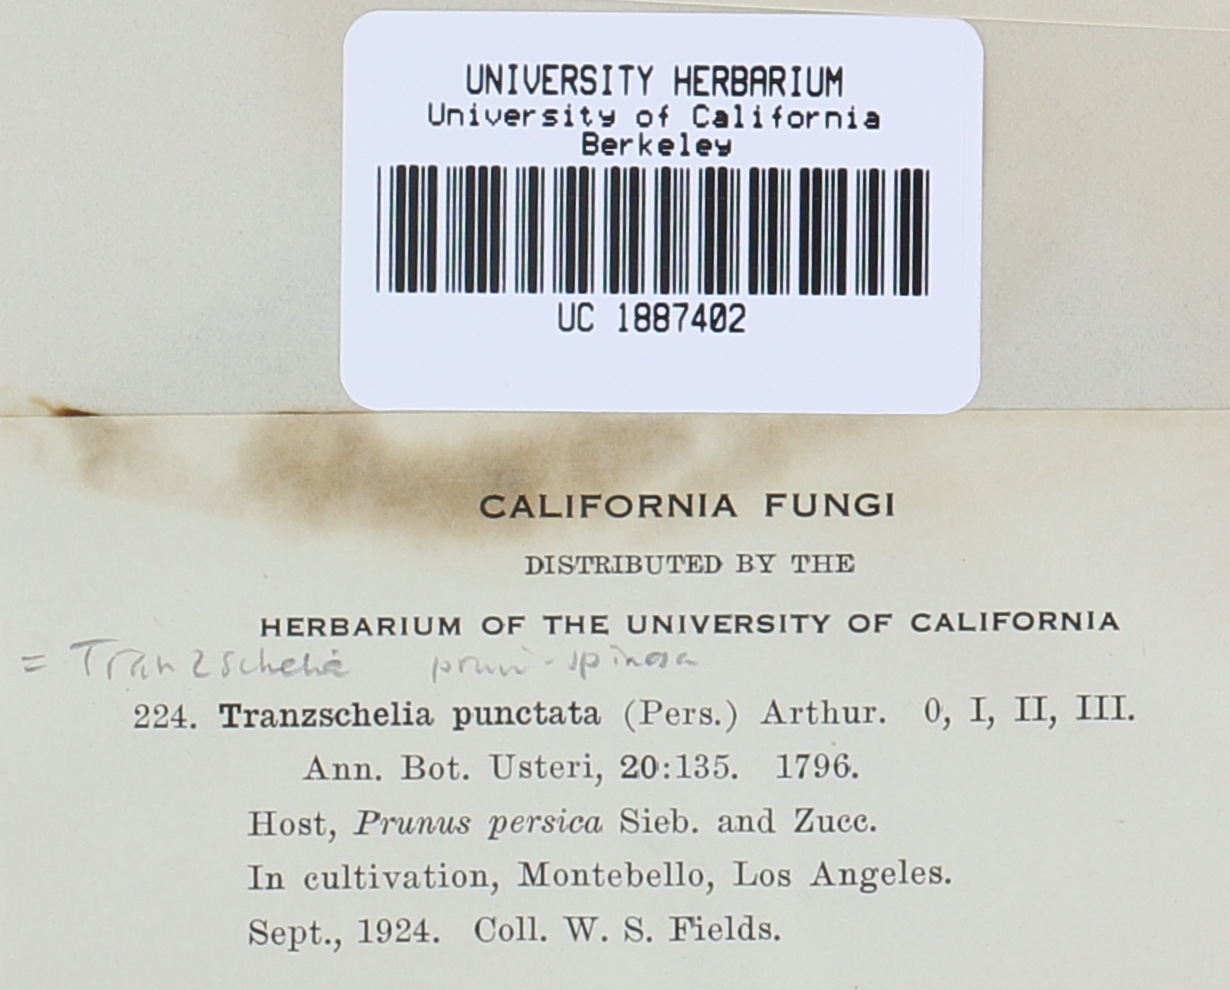 UNIVERSITY HERBARIUM
University of California
Berkeley
UC 1887402
CALIFORNIA FUNGI
DISTRIBUTED BY THE
HERBARIUM OF THE UNIVERSITY OF CALIFORNIA
= Tranzschelia pruni-spinosa
224. Tranzschelia punctata (Pers.) Arthur. 0, I, II, III.
Ann. Bot. Usteri, 20:135. 1796.
Host, Prunus persica Sieb. and Zucc.
In cultivation, Montebello, Los Angeles.
Sept., 1924. Coll. W. S. Fields.